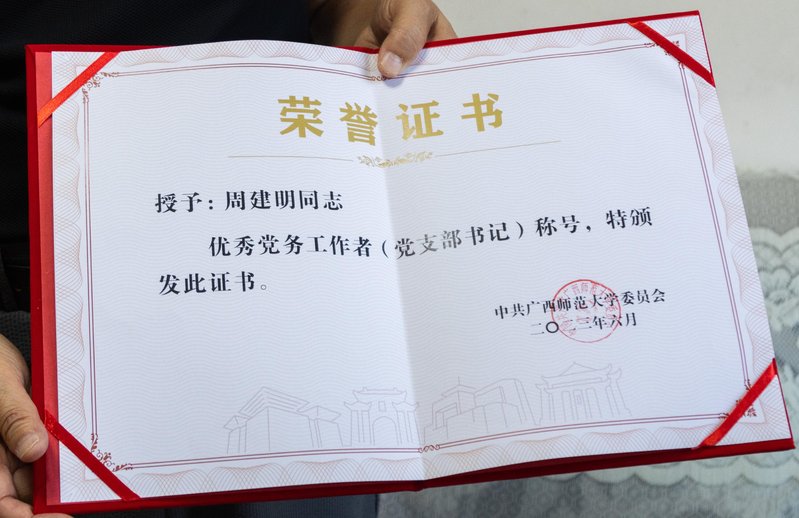 荣誉证书
授予：周建明同志
优秀党务工作者（党支部书记）称号，特颁
发此证书。
中共广西师范大学委员会
二〇二三年六月